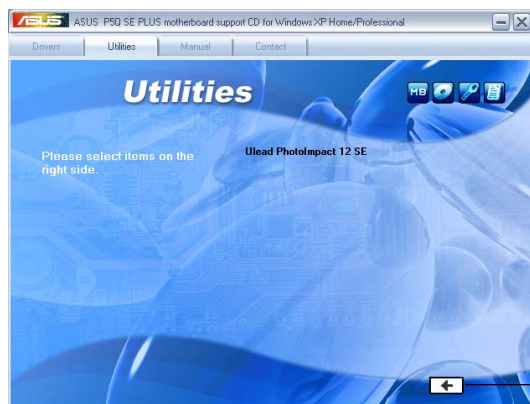 ASUS ASUS P5Q SE PLUS motherboard support CD for Windows XP Home/Professional
Drivers Utilities Manual Contact
Utilities
MB
Please select items on the
right side.
Ulead PhotoImpact 12 SE